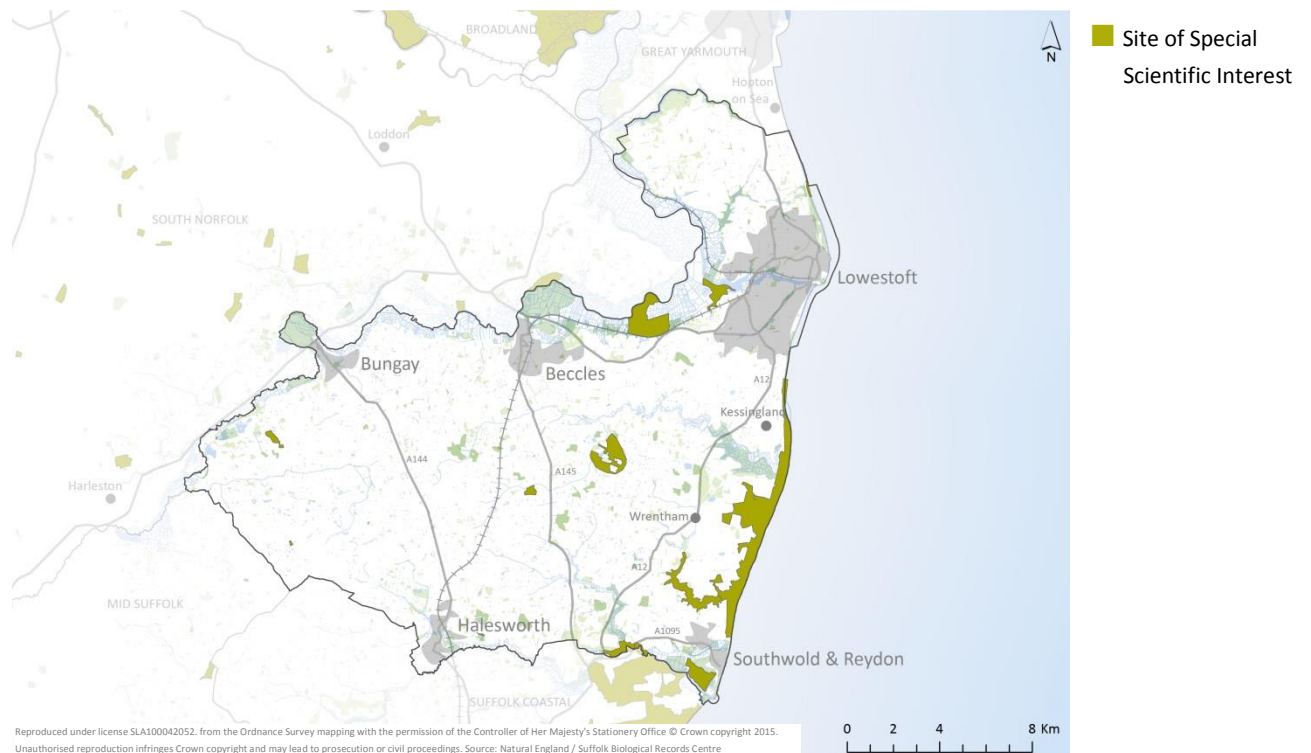 BROADLAND
GREAT YARMOUTH
N
Site of Special
Scientific Interest
Hopton
on Sea
Loddon
SOUTH NORFOLK
Lowestoft
Bungay
Beccles
A12
Kessingland
A144
A145
Harleston
Wrentham
A12
MID SUFFOLK
Halesworth
A1095
Southwold & Reydon
SUFFOLK COASTAL
0 2 4 8 Km
Reproduced under license SLA100042052. from the Ordnance Survey mapping with the permission of the Controller of Her Majesty's Stationery Office © Crown copyright 2015.
Unauthorised reproduction infringes Crown copyright and may lead to prosecution or civil proceedings. Source: Natural England / Suffolk Biological Records Centre